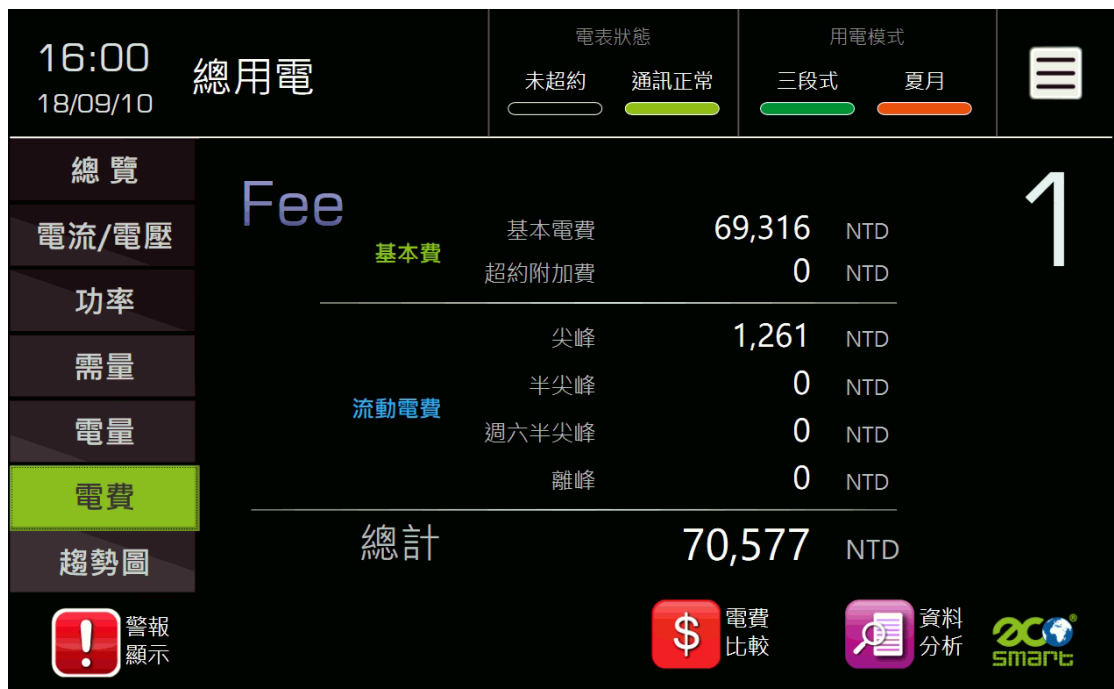 16:00
18/09/10
總用電
電表狀態
未超約
通訊正常
用電模式
三段式
夏月
總 覽
電流/電壓
功率
需量
電量
電費
趨勢圖
Fee
1
基本費
基本電費 69,316 NTD
超約附加費 0 NTD
流動電費
尖峰 1,261 NTD
半尖峰 0 NTD
週六半尖峰 0 NTD
離峰 0 NTD
總計 70,577 NTD
!
警報
顯示
$
電費
比較
資料
分析
eco
smart